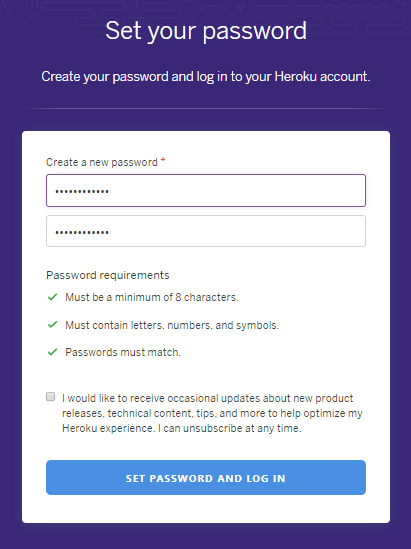 Set your password
Create your password and log in to your Heroku account.
Create a new password *
••••••••••••
••••••••••••
Password requirements
Must be a minimum of 8 characters.
Must contain letters, numbers, and symbols.
Passwords must match.
I would like to receive occasional updates about new product
releases, technical content, tips, and more to help optimize my
Heroku experience. I can unsubscribe at any time.
SET PASSWORD AND LOG IN